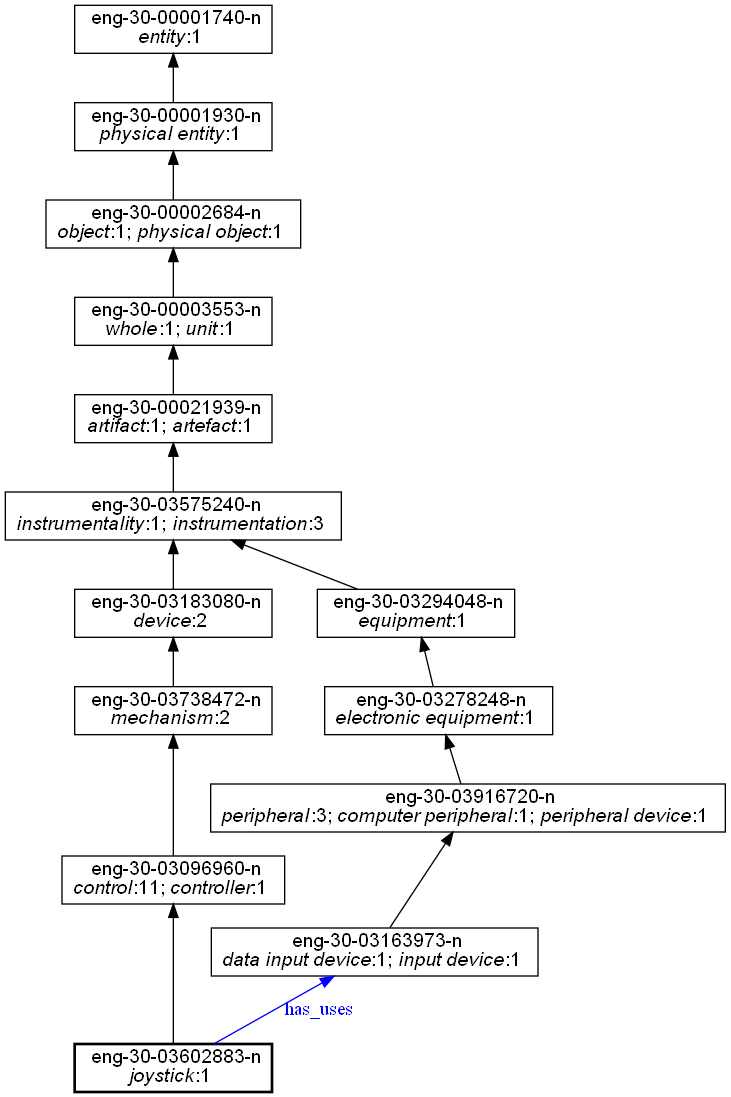 eng-30-00001740-n
entity:1
eng-30-00001930-n
physical entity:1
eng-30-00002684-n
object:1; physical object:1
eng-30-00003553-n
whole:1; unit:1
eng-30-00021939-n
artifact:1; artefact:1
eng-30-03575240-n
instrumentality:1; instrumentation:3
eng-30-03183080-n
device:2
eng-30-03294048-n
equipment:1
eng-30-03738472-n
mechanism:2
eng-30-03278248-n
electronic equipment:1
eng-30-03916720-n
peripheral:3; computer peripheral:1; peripheral device:1
eng-30-03096960-n
control:11; controller:1
eng-30-03163973-n
data input device:1; input device:1
has_uses
eng-30-03602883-n
joystick:1